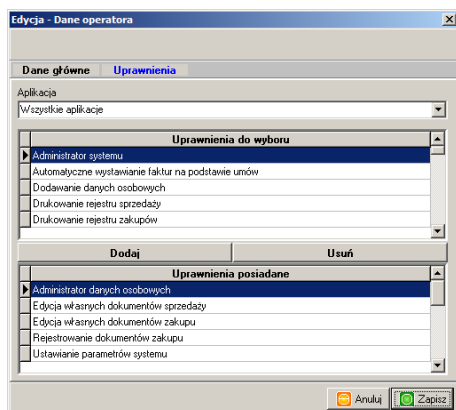 Edycja - Dane operatora
Dane główne Uprawnienia
Aplikacja
Wszystkie aplikacje
Uprawnienia do wyboru
Administrator systemu
Automatyczne wystawianie faktur na podstawie umów
Dodawanie danych osobowych
Drukowanie rejestru sprzedaży
Drukowanie rejestru zakupów
Dodaj Usuń
Uprawnienia posiadane
Administrator danych osobowych
Edycja własnych dokumentów sprzedaży
Edycja własnych dokumentów zakupu
Rejestrowanie dokumentów zakupu
Ustawianie parametrów systemu
Anuluj Zapisz